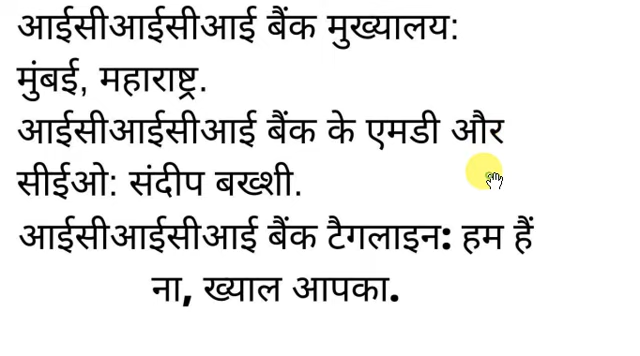 आईसीआईसीआई बैंक मुख्यालय:
मुंबई, महाराष्ट्र.
आईसीआईसीआई बैंक के एमडी और
सीईओ: संदीप बख्शी.
आईसीआईसीआई बैंक टैगलाइन: हम हैं
ना, ख्याल आपका.